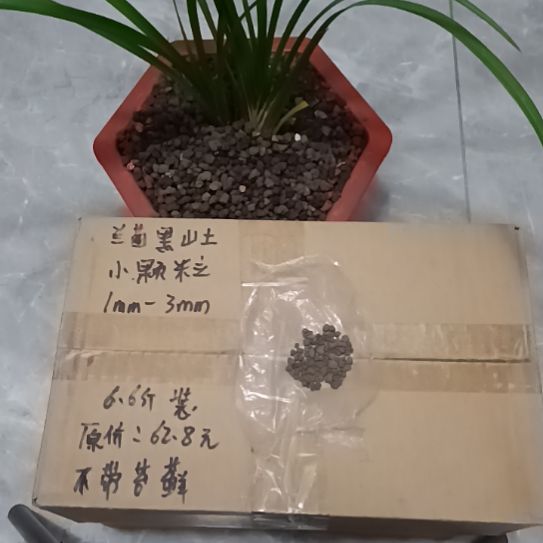 兰菌黑山土
小颗粒
1mm-3mm
6.6斤装
原价:62.8元
不带苔藓